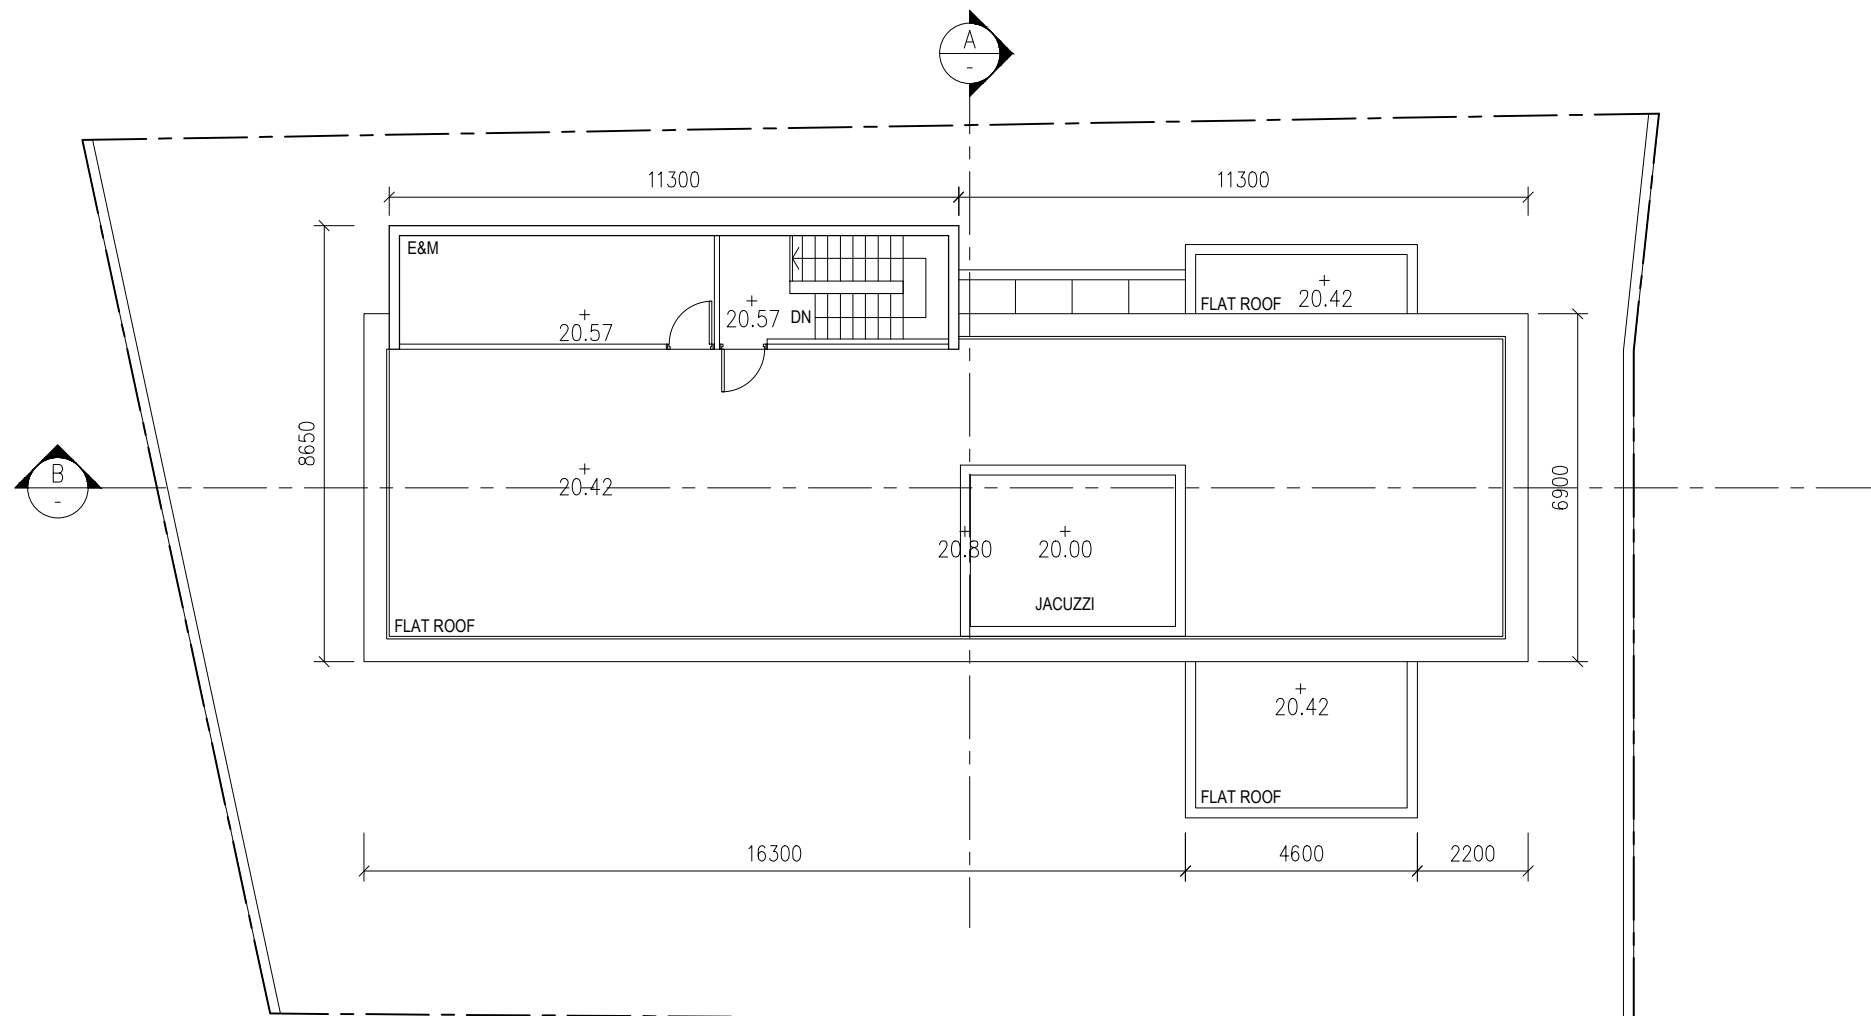 A
-
11300
11300
E&M
20.57
20.57
DN
FLAT ROOF
20.42
8650
B
-
20.42
6900
20.80
20.00
JACUZZI
FLAT ROOF
20.42
FLAT ROOF
16300
4600
2200